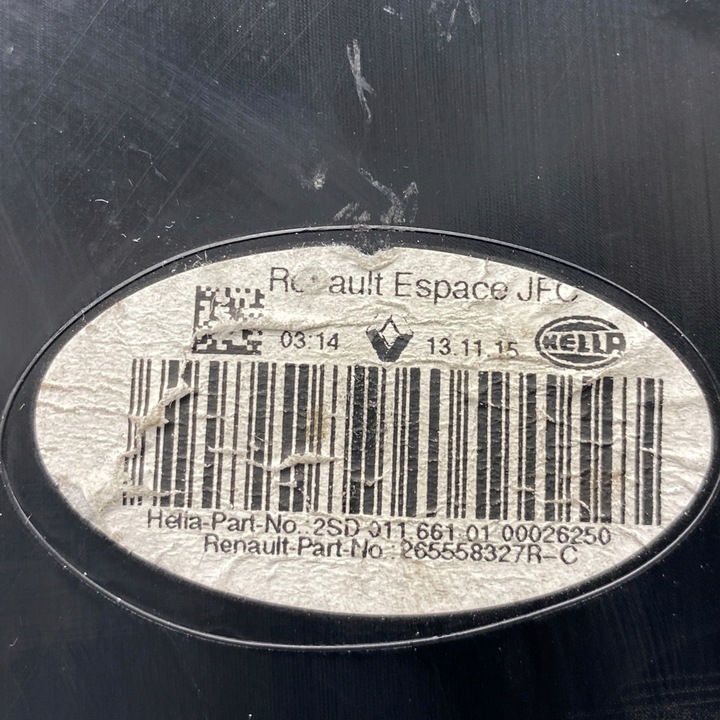 Renault Espace JFC
03:14 13.11.15 HELLA
Hella-Part-No.:2SD 011 661 01 00026250
Renault-Part-No.:265558327R-C